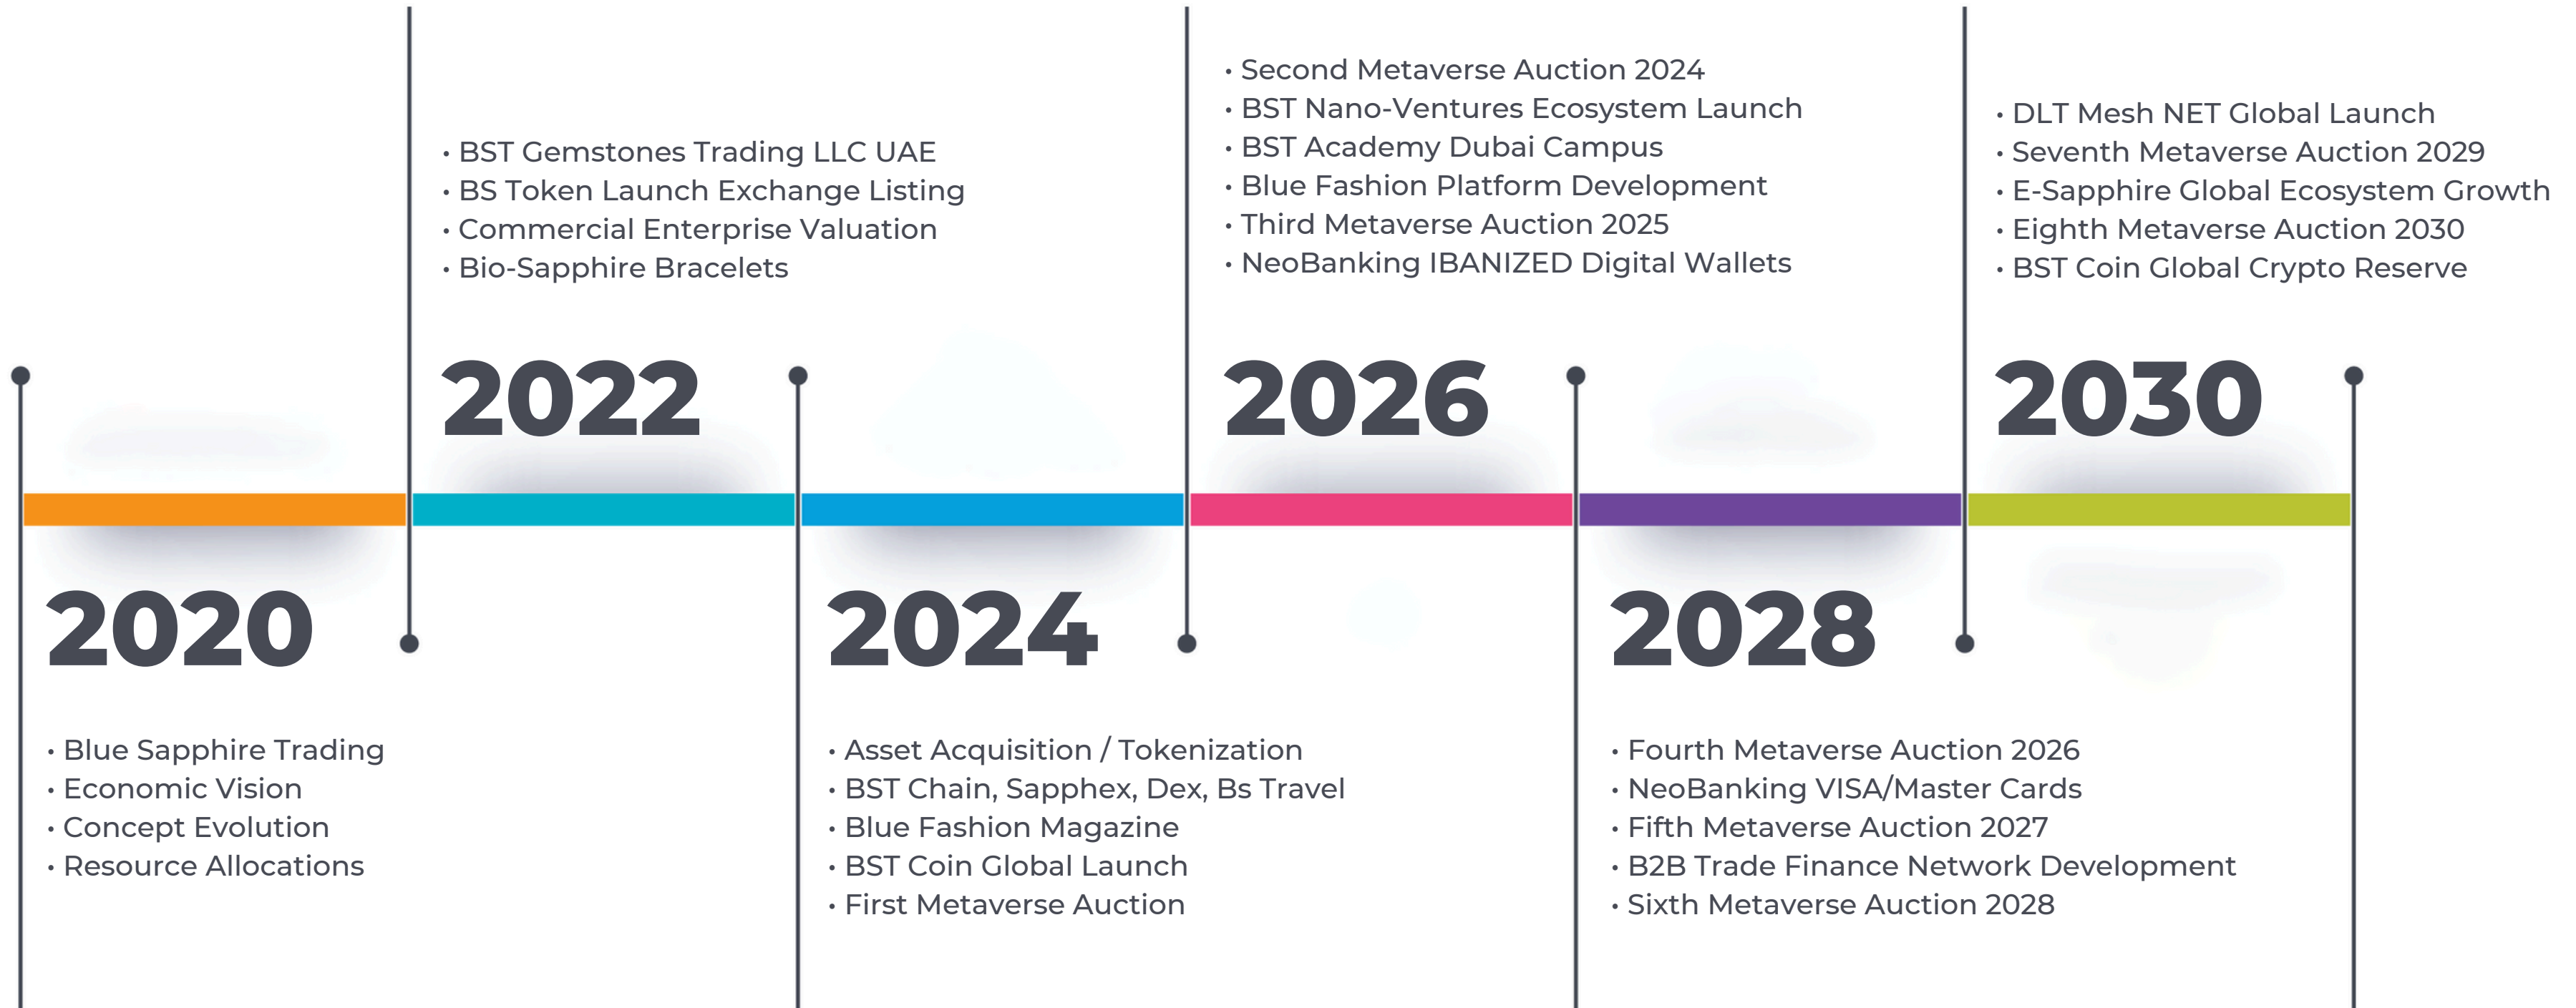 2020
• Blue Sapphire Trading
• Economic Vision
• Concept Evolution
• Resource Allocations
• BST Gemstones Trading LLC UAE
• BS Token Launch Exchange Listing
• Commercial Enterprise Valuation
• Bio-Sapphire Bracelets
2022
2024
• Asset Acquisition / Tokenization
• BST Chain, Sapphex, Dex, Bs Travel
• Blue Fashion Magazine
• BST Coin Global Launch
• First Metaverse Auction
• Second Metaverse Auction 2024
• BST Nano-Ventures Ecosystem Launch
• BST Academy Dubai Campus
• Blue Fashion Platform Development
• Third Metaverse Auction 2025
• NeoBanking IBANIZED Digital Wallets
2026
2028
• Fourth Metaverse Auction 2026
• NeoBanking VISA/Master Cards
• Fifth Metaverse Auction 2027
• B2B Trade Finance Network Development
• Sixth Metaverse Auction 2028
• DLT Mesh NET Global Launch
• Seventh Metaverse Auction 2029
• E-Sapphire Global Ecosystem Growth
• Eighth Metaverse Auction 2030
• BST Coin Global Crypto Reserve
2030